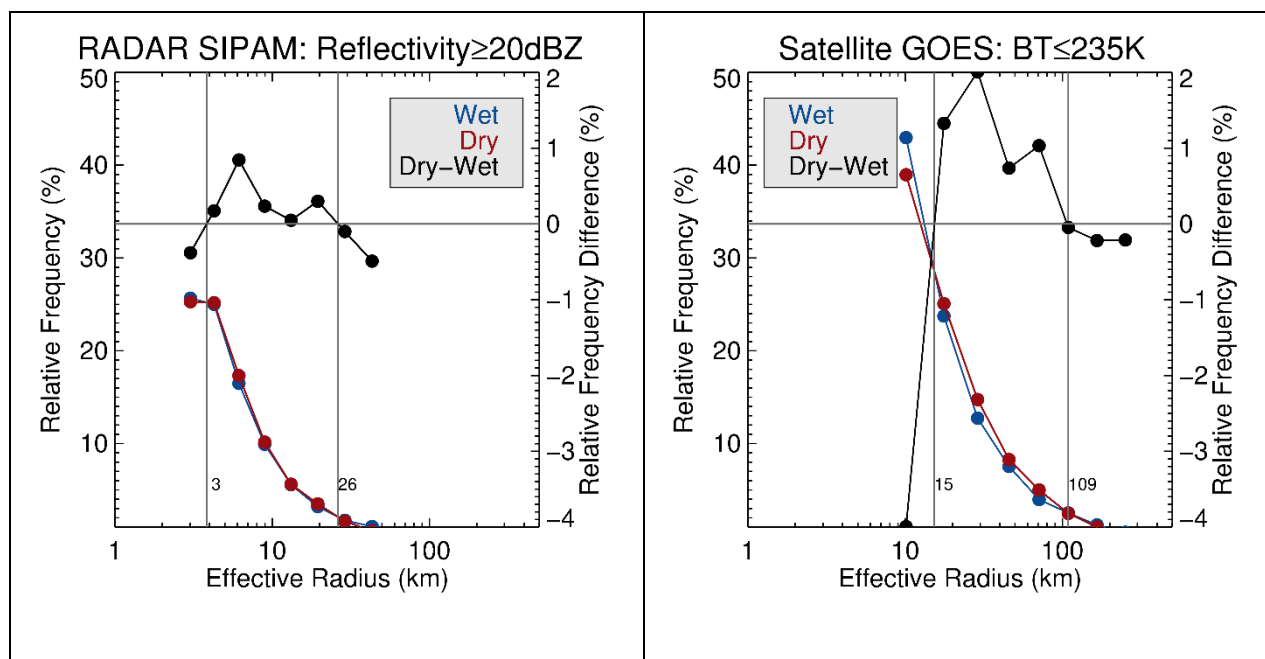 RADAR SIPAM: Reflectivity≥20dBZ
50
40
30
20
10
Relative Frequency (%)
Wet
Dry
Dry-Wet
2
1
0
-1
-2
-3
-4
Relative Frequency Difference (%)
3
26
1
10
100
Effective Radius (km)
Satellite GOES: BT≤235K
50
40
30
20
10
Relative Frequency (%)
Wet
Dry
Dry-Wet
2
1
0
-1
-2
-3
-4
Relative Frequency Difference (%)
15
109
1
10
100
Effective Radius (km)